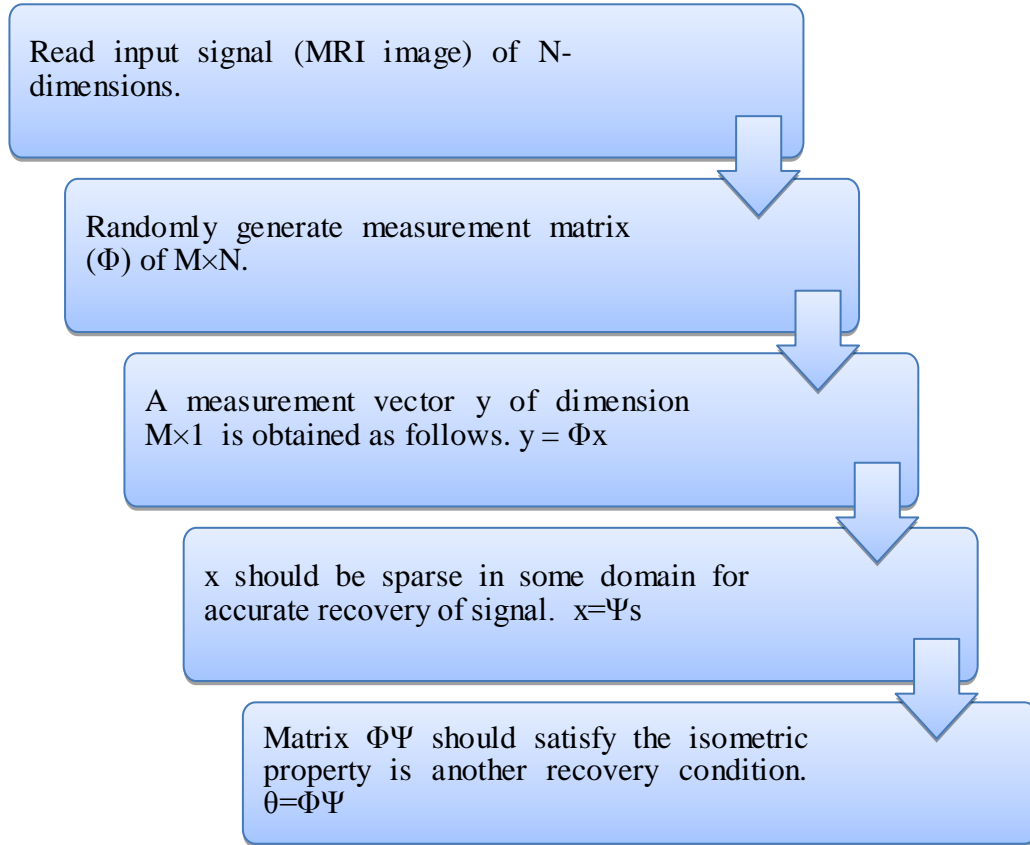 Read input signal (MRI image) of N-
dimensions.
Randomly generate measurement matrix
(Φ) of M×N.
A measurement vector y of dimension
M×1 is obtained as follows. y = Φx
x should be sparse in some domain for
accurate recovery of signal. x=Ψs
Matrix ΦΨ should satisfy the isometric
property is another recovery condition.
θ=ΦΨ